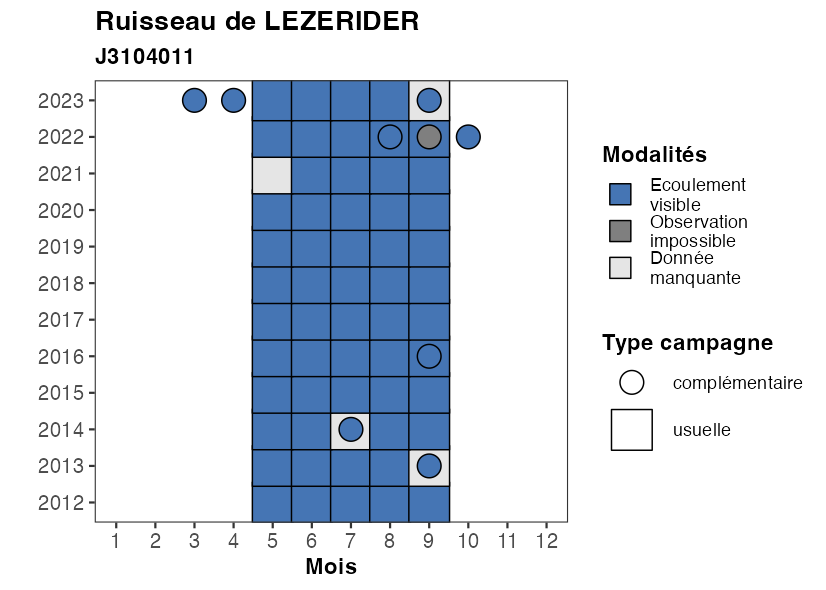 Ruisseau de LEZERIDER
J3104011
2023
2022
2021
2020
2019
2018
2017
2016
2015
2014
2013
2012
1 2 3 4 5 6 7 8 9 10 11 12
Mois
Modalités
Ecoulement
visible
Observation
impossible
Donnée
manquante
Type campagne
complémentaire
usuelle